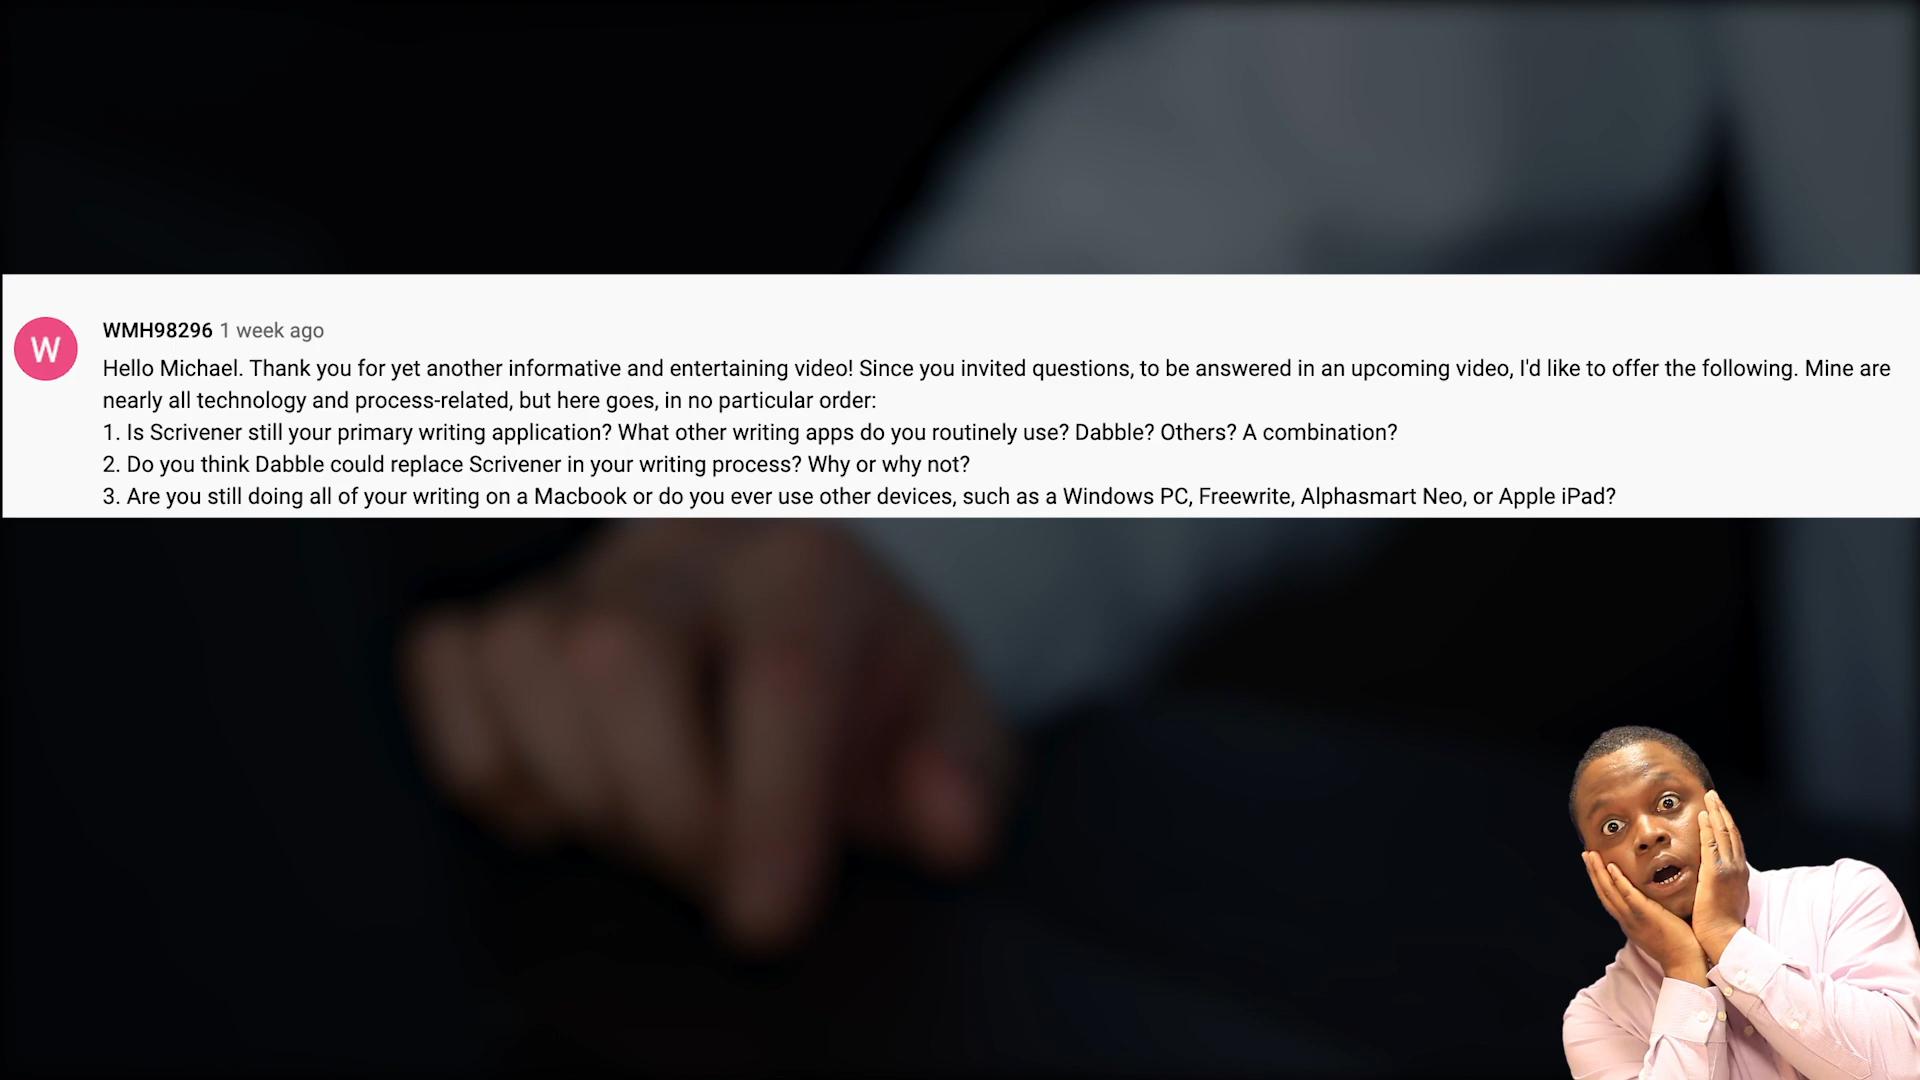 W
WMH98296 1 week ago
Hello Michael. Thank you for yet another informative and entertaining video! Since you invited questions, to be answered in an upcoming video, I'd like to offer the following. Mine are
nearly all technology and process-related, but here goes, in no particular order:
1. Is Scrivener still your primary writing application? What other writing apps do you routinely use? Dabble? Others? A combination?
2. Do you think Dabble could replace Scrivener in your writing process? Why or why not?
3. Are you still doing all of your writing on a Macbook or do you ever use other devices, such as a Windows PC, Freewrite, Alphasmart Neo, or Apple iPad?